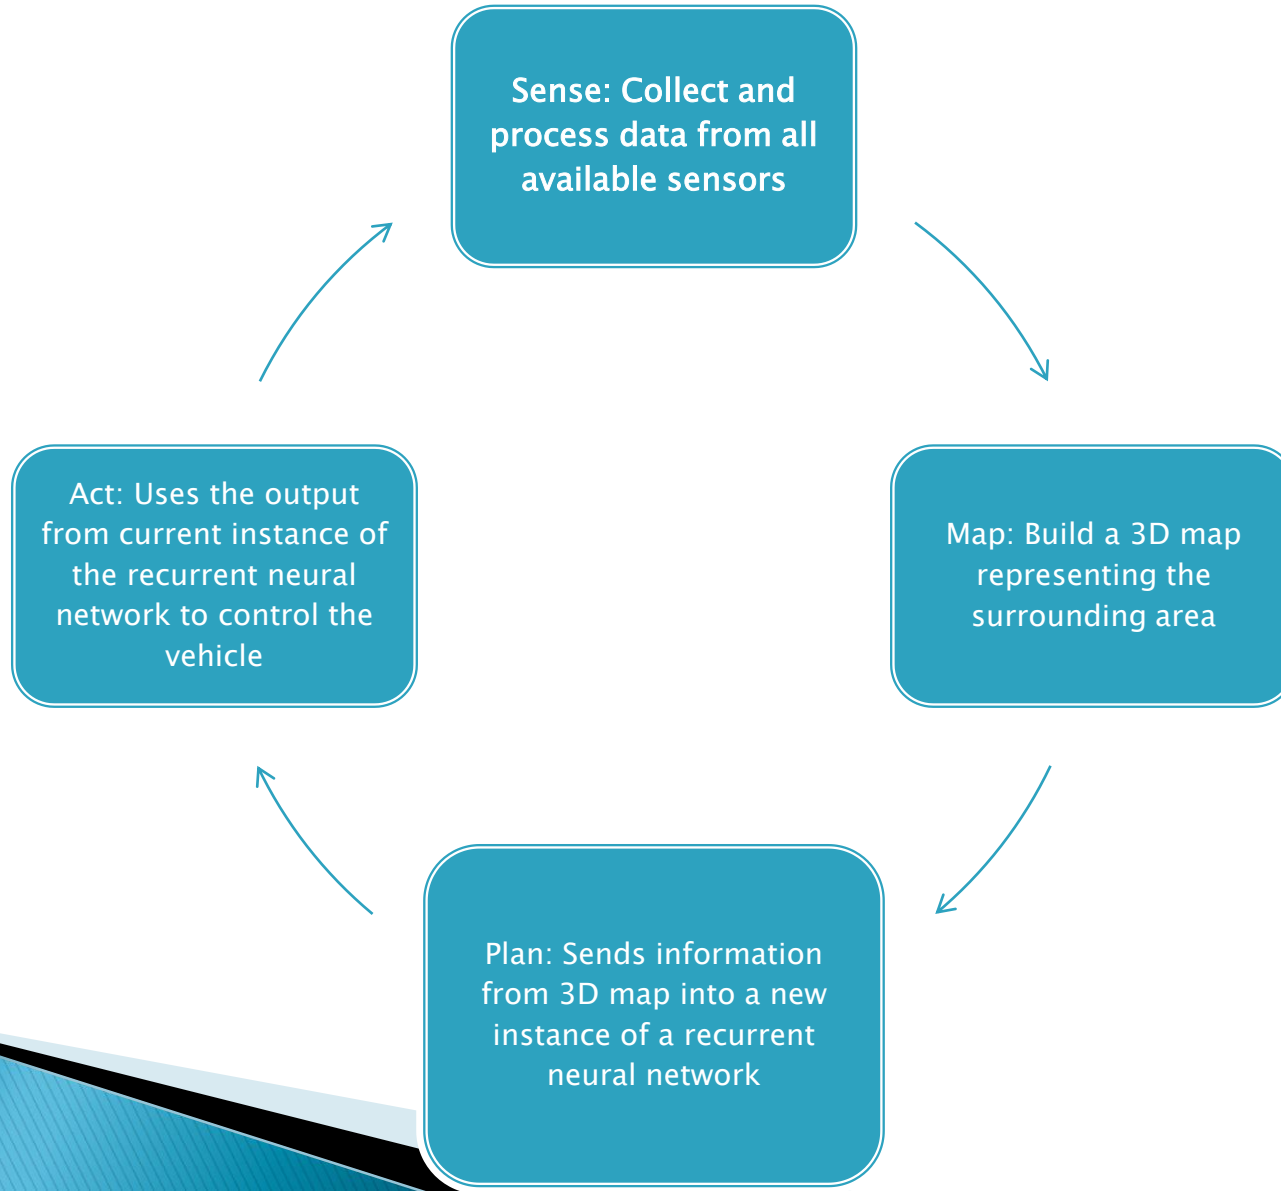 Sense: Collect and
process data from all
available sensors
Map: Build a 3D map
representing the
surrounding area
Plan: Sends information
from 3D map into a new
instance of a recurrent
neural network
Act: Uses the output
from current instance of
the recurrent neural
network to control the
vehicle